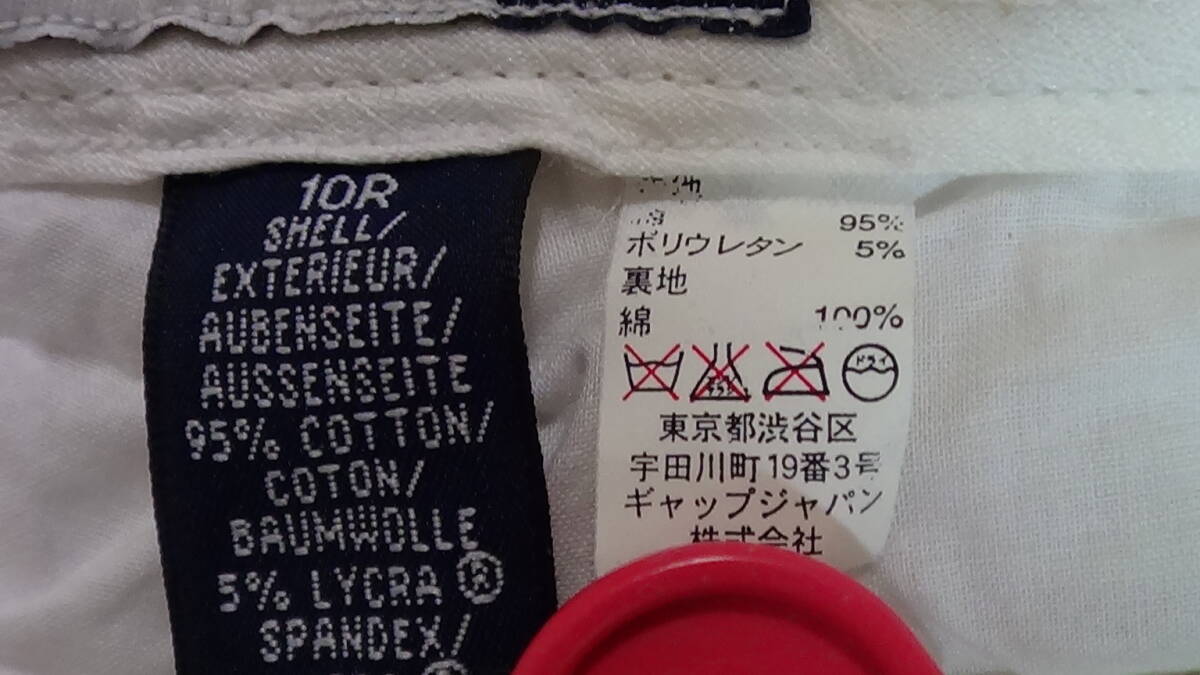 10R
SHELL/
EXTERIEUR/
AUBENSEITE/
AUSSENSEITE
95% COTTON/
COTON/
BAUMWOLLE
5% LYCRA ®
SPANDEX/
95%
ポリウレタン 5%
裏地
綿 100%
ドライ
東京都渋谷区
宇田川町19番3号
ギャップジャパン
株式会社